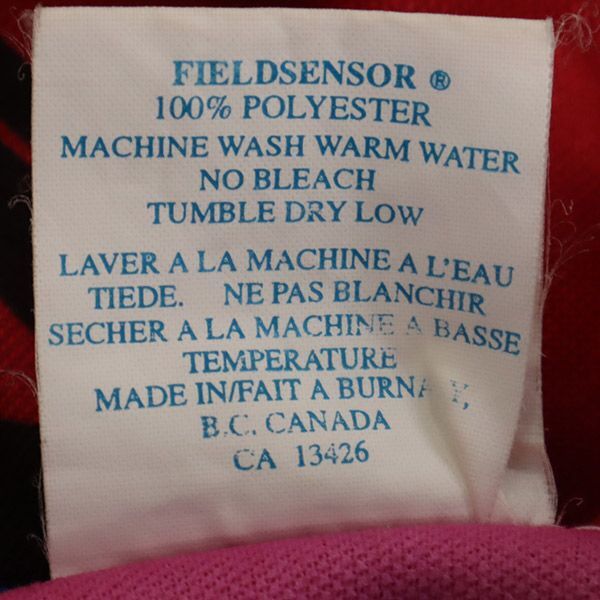 FIELDSENSOR ®
100% POLYESTER
MACHINE WASH WARM WATER
NO BLEACH
TUMBLE DRY LOW
LAVER A LA MACHINE A L'EAU
TIEDE. NE PAS BLANCHIR
SECHER A LA MACHINE A BASSE
TEMPERATURE
MADE IN/FAIT A BURNABY,
B.C. CANADA
CA 13426